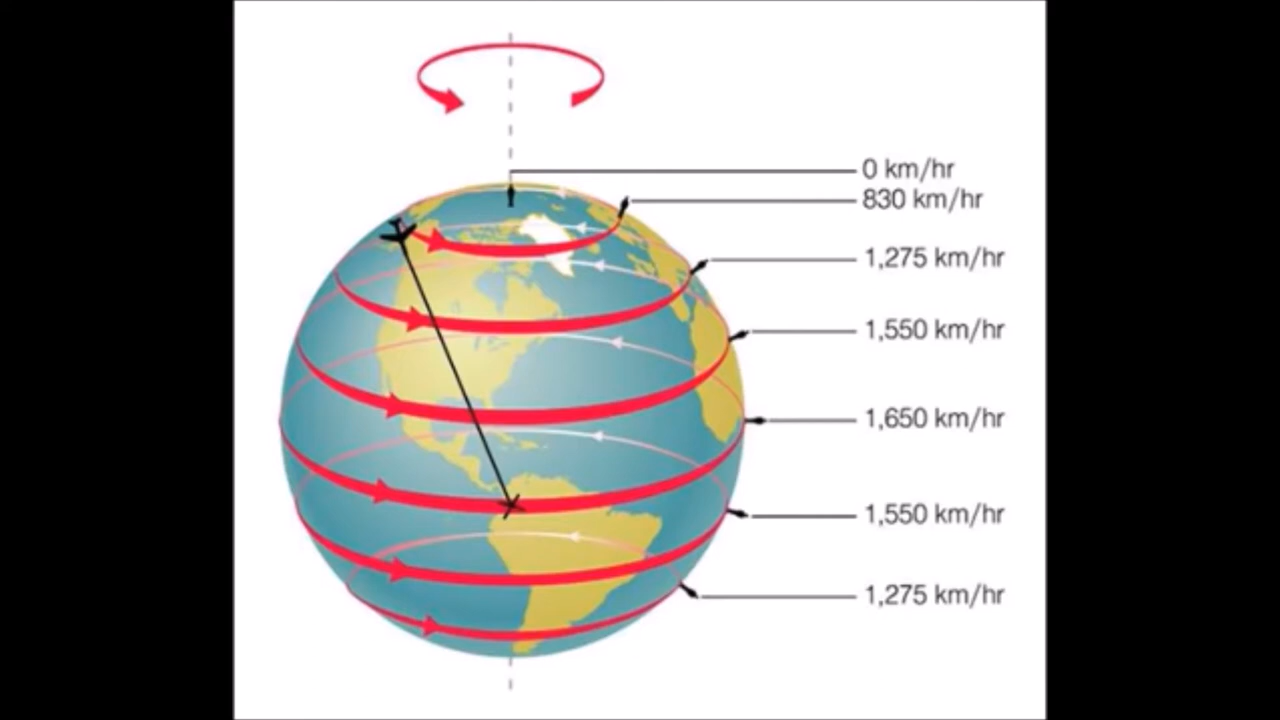 0 km/hr
830 km/hr
1,275 km/hr
1,550 km/hr
1,650 km/hr
1,550 km/hr
1,275 km/hr